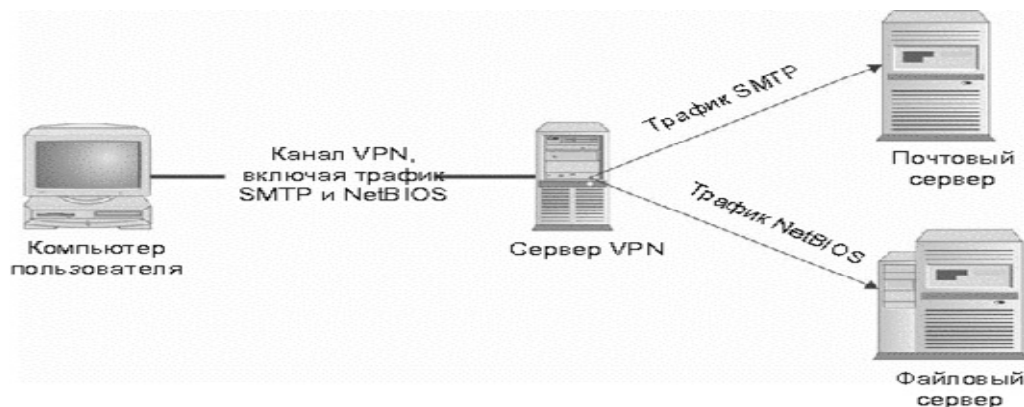 Трафик SMTP
Почтовый
сервер
Канал VPN,
включая трафик
SMTP и NetBIOS
Компьютер
пользователя
Сервер VPN
Трафик NetBIOS
Файловый
сервер